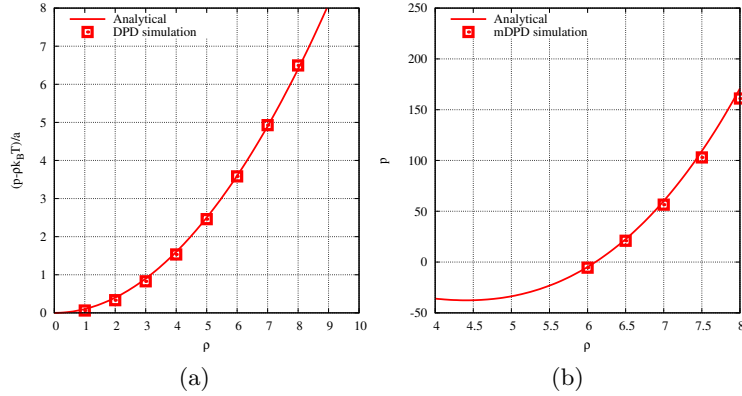 Analytical
DPD simulation
8
7
6
5
4
3
2
1
0
(p-ρk_BT)/a
0 1 2 3 4 5 6 7 8 9 10
ρ
(a)
Analytical
mDPD simulation
250
200
150
100
50
0
-50
p
4 4.5 5 5.5 6 6.5 7 7.5 8
ρ
(b)